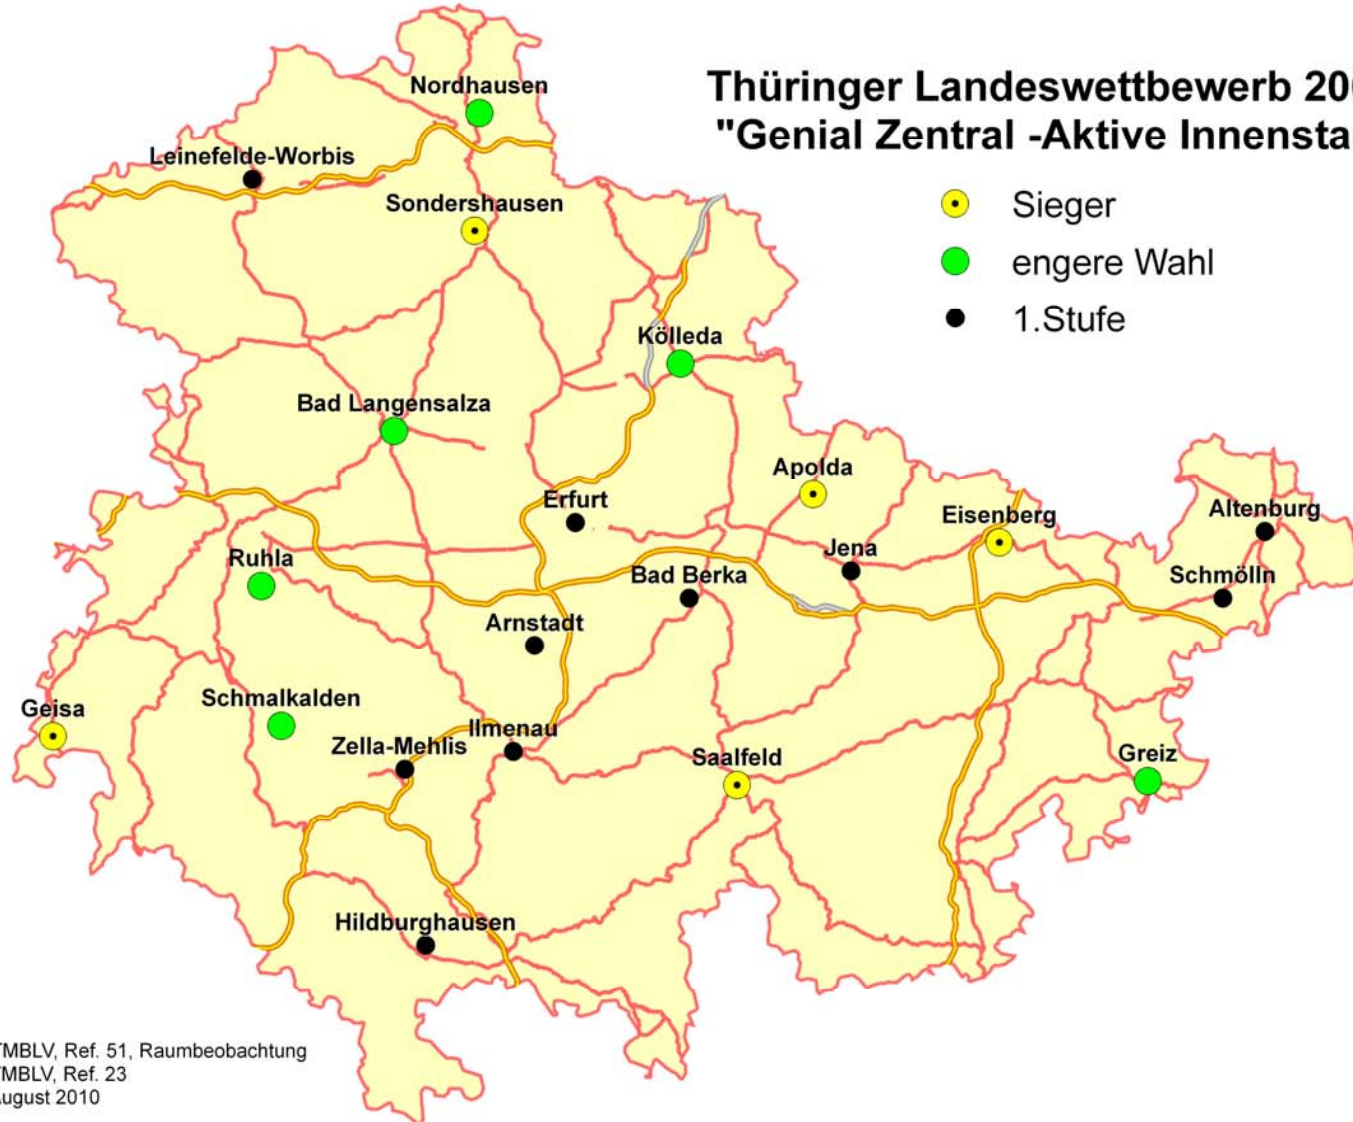 Thüringer Landeswettbewerb 20
"Genial Zentral -Aktive
Sieger
engere Wahl
1.Stufe
Nordhausen
Leinefelde-Worbis
Sondershausen
Kölleda
Bad Langensalza
Apolda
Erfurt
Eisenberg
Altenburg
Jena
Ruhla
Bad Berka
Schmölln
Arnstadt
Schmalkalden
Geisa
Ilmenau
Zella-Mehlis
Saalfeld
Greiz
Hildburghausen
TMBLV, Ref. 51, Raumbeobachtung
TMBLV, Ref. 23
August 2010